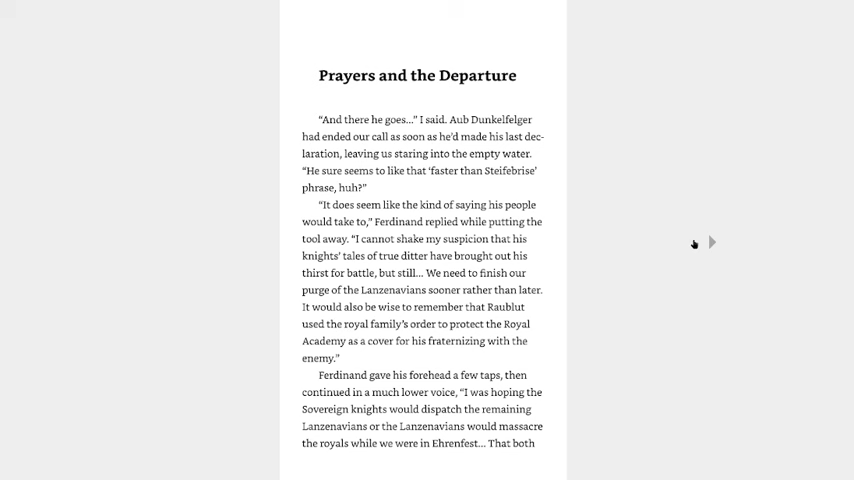 Prayers and the Departure
“And there he goes...” I said. Aub Dunkelfelger
had ended our call as soon as he’d made his last dec-
laration, leaving us staring into the empty water.
“He sure seems to like that ‘faster than Steifebrise’
phrase, huh?”
“It does seem like the kind of saying his people
would take to,” Ferdinand replied while putting the
tool away. “I cannot shake my suspicion that his
knights’ tales of true ditter have brought out his
thirst for battle, but still... We need to finish our
purge of the Lanzenavians sooner rather than later.
It would also be wise to remember that Raublut
used the royal family’s order to protect the Royal
Academy as a cover for his fraternizing with the
enemy.”
Ferdinand gave his forehead a few taps, then
continued in a much lower voice, “I was hoping the
Sovereign knights would dispatch the remaining
Lanzenavians or the Lanzenavians would massacre
the royals while we were in Ehrenfest... That both